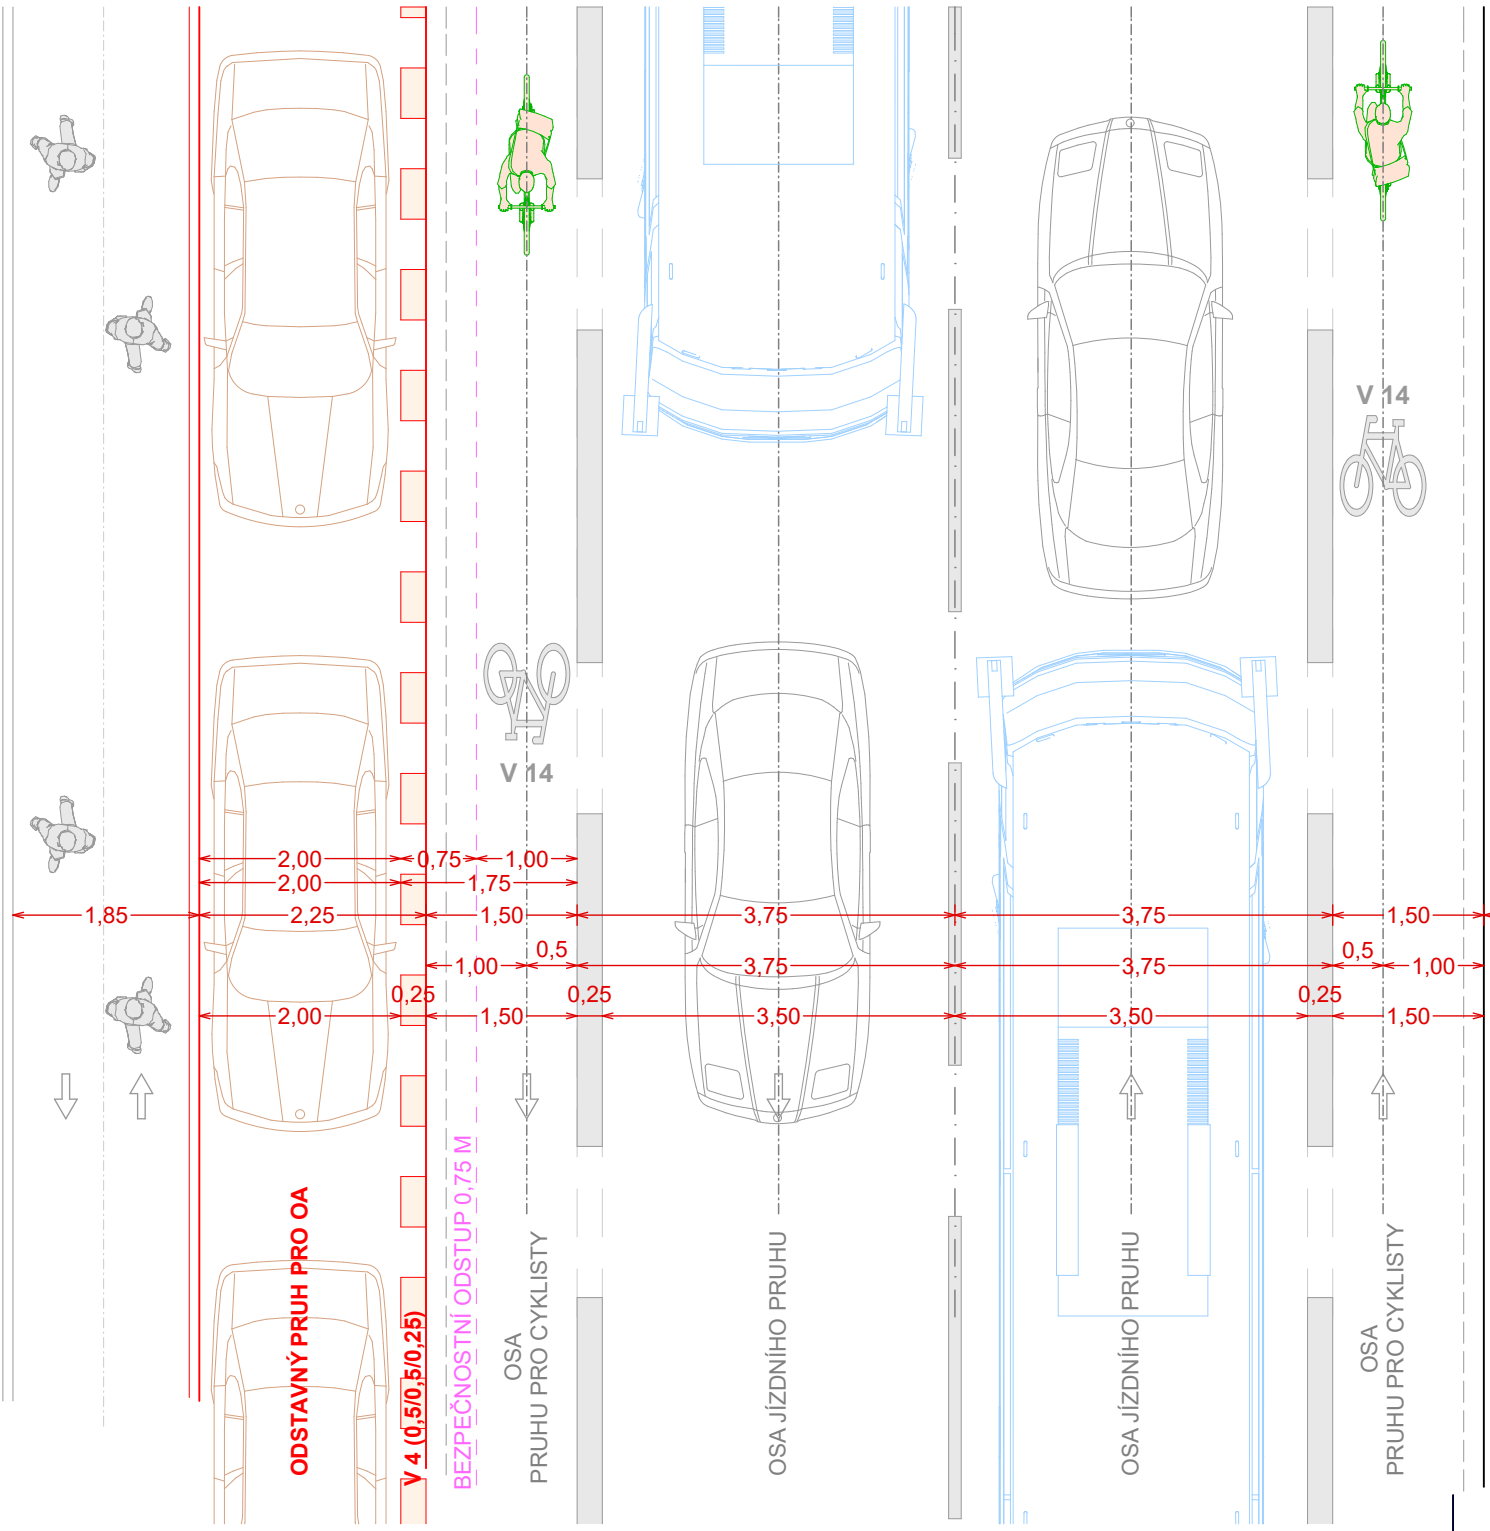 V 14
V 14
2,00
0,75
1,00
2,00
1,75
1,85
2,25
1,50
3,75
3,75
1,50
1,00
0,5
3,75
3,75
0,5
1,00
0,25
0,25
0,25
2,00
1,50
3,50
3,50
1,50
ODSTAVNÝ PRUH PRO OA
V 4 (0,5/0,5/0,25)
BEZPEČNOSTNÍ ODSTUP 0,75 M
OSA
PRUHU PRO CYKLISTY
OSA JÍZDNÍHO PRUHU
OSA JÍZDNÍHO PRUHU
OSA
PRUHU PRO CYKLISTY